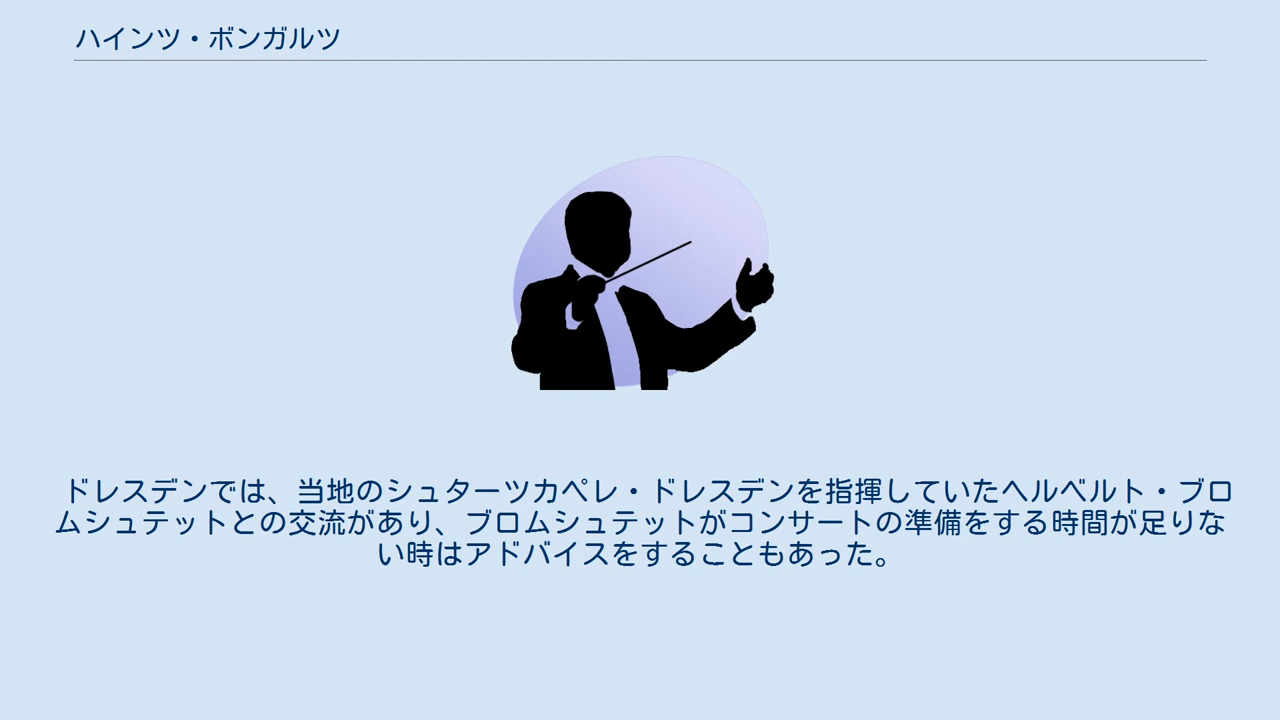 ハインツ・ボンガルツ
ドレスデンでは、当地のシュターツカペレ・ドレスデンを指揮していたヘルベルト・ブロ
ムシュテットとの交流があり、ブロムシュテットがコンサートの準備をする時間が足りな
い時はアドバイスをすることもあった。